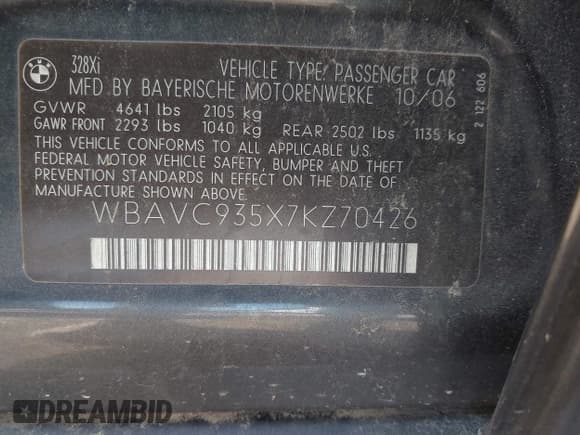 BMW
328Xi
VEHICLE TYPE: PASSENGER CAR
MFD BY BAYERISCHE MOTORENWERKE 10/06
GVWR 4641 lbs 2105 kg
GAWR FRONT 2293 lbs 1040 kg REAR 2502 lbs 1135 kg
THIS VEHICLE CONFORMS TO ALL APPLICABLE U.S.
FEDERAL MOTOR VEHICLE SAFETY, BUMPER AND THEFT
PREVENTION STANDARDS IN EFFECT ON THE DATE OF
MANUFACTURE SHOWN ABOVE.
WBAVC935X7KZ70426
2 122 606
DREAMBID